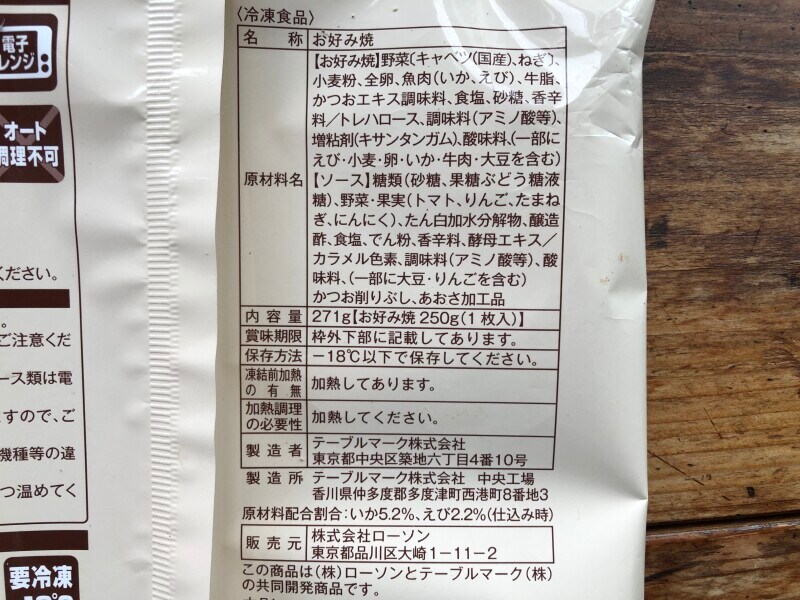 電子
レンジ
オート
調理不可
ください。
。
ご注意くだ
ース類は電
すので、ご
機種等の違
つ温めてく
要冷凍
〈冷凍食品〉
名称 お好み焼
原材料名 【お好み焼】野菜(キャベツ(国産)、ねぎ)、
小麦粉、全卵、魚肉(いか、えび)、牛脂、
かつおエキス調味料、食塩、砂糖、香辛
料／トレハロース、調味料(アミノ酸等)、
増粘剤(キサンタンガム)、酸味料、(一部に
えび・小麦・卵・いか・牛肉・大豆を含む)
【ソース】糖類(砂糖、果糖ぶどう糖液
糖)、野菜・果実(トマト、りんご、たまね
ぎ、にんにく)、たん白加水分解物、醸造
酢、食塩、でん粉、香辛料、酵母エキス／
カラメル色素、調味料(アミノ酸等)、酸
味料、(一部に大豆・りんごを含む)
かつお削りぶし、あおさ加工品
内容量 271g【お好み焼 250g(1枚入)】
賞味期限 枠外下部に記載してあります。
保存方法 －18℃以下で保存してください。
凍結前加熱
の有無 加熱してあります。
加熱調理
の必要性 加熱してください。
製造者 テーブルマーク株式会社
東京都中央区築地六丁目4番10号
製造所 テーブルマーク株式会社 中央工場
香川県仲多度郡多度津町西港町8番地3
原材料配合割合：いか5.2%、えび2.2%(仕込み時)
販売元 株式会社ローソン
東京都品川区大崎1－11－2
この商品は(株)ローソンとテーブルマーク(株)
の共同開発商品です。